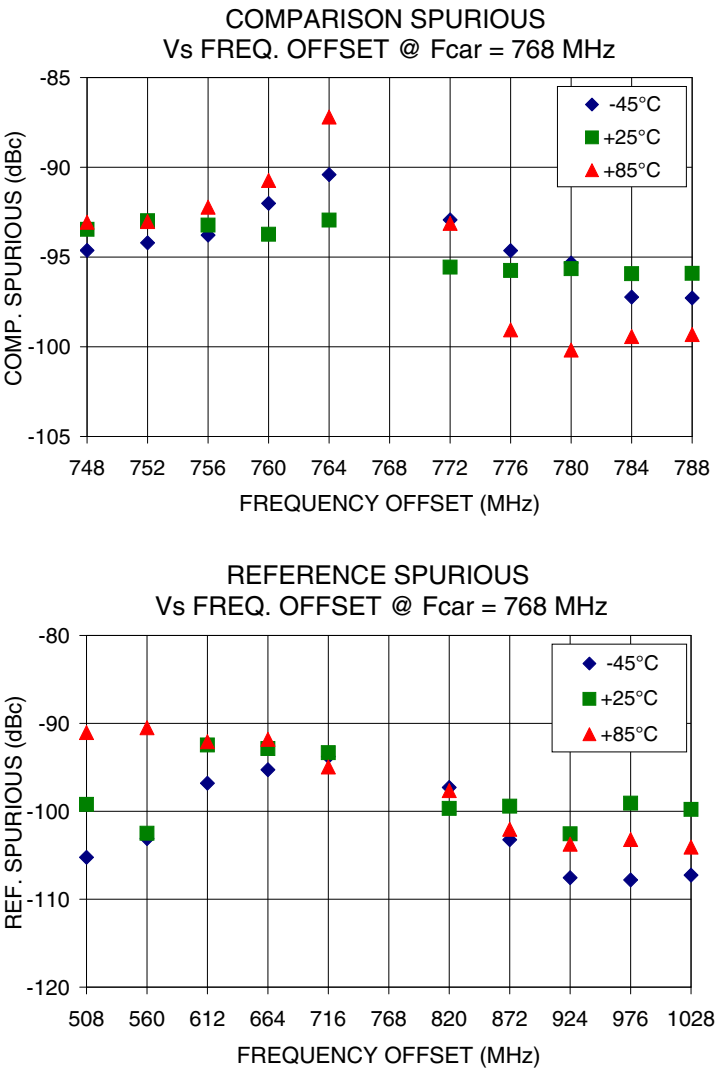 COMPARISON SPURIOUS
Vs FREQ. OFFSET @ Fcar = 768 MHz
COMP. SPURIOUS (dBc)
-85
-90
-95
-100
-105
-45°C
+25°C
+85°C
748 752 756 760 764 768 772 776 780 784 788
FREQUENCY OFFSET (MHz)
REFERENCE SPURIOUS
Vs FREQ. OFFSET @ Fcar = 768 MHz
REF. SPURIOUS (dBc)
-80
-90
-100
-110
-120
-45°C
+25°C
+85°C
508 560 612 664 716 768 820 872 924 976 1028
FREQUENCY OFFSET (MHz)